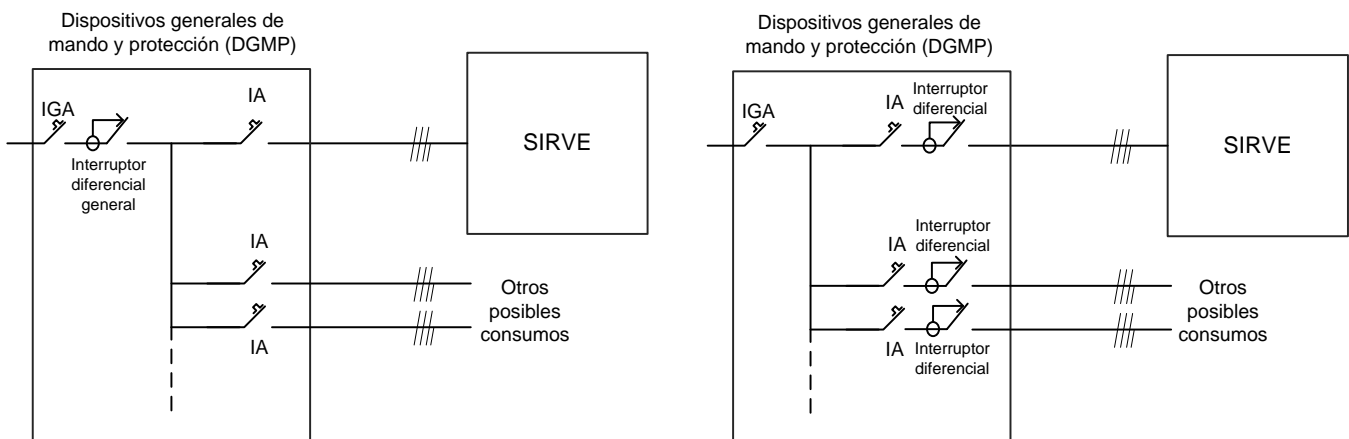 Dispositivos generales de
mando y protección (DGMP)
IGA
IA
Interruptor
diferencial
general
SIRVE
IA
IA
Otros
posibles
consumos
Dispositivos generales de
mando y protección (DGMP)
IGA
IA
Interruptor
diferencial
SIRVE
IA
Interruptor
diferencial
IA
Interruptor
diferencial
Otros
posibles
consumos